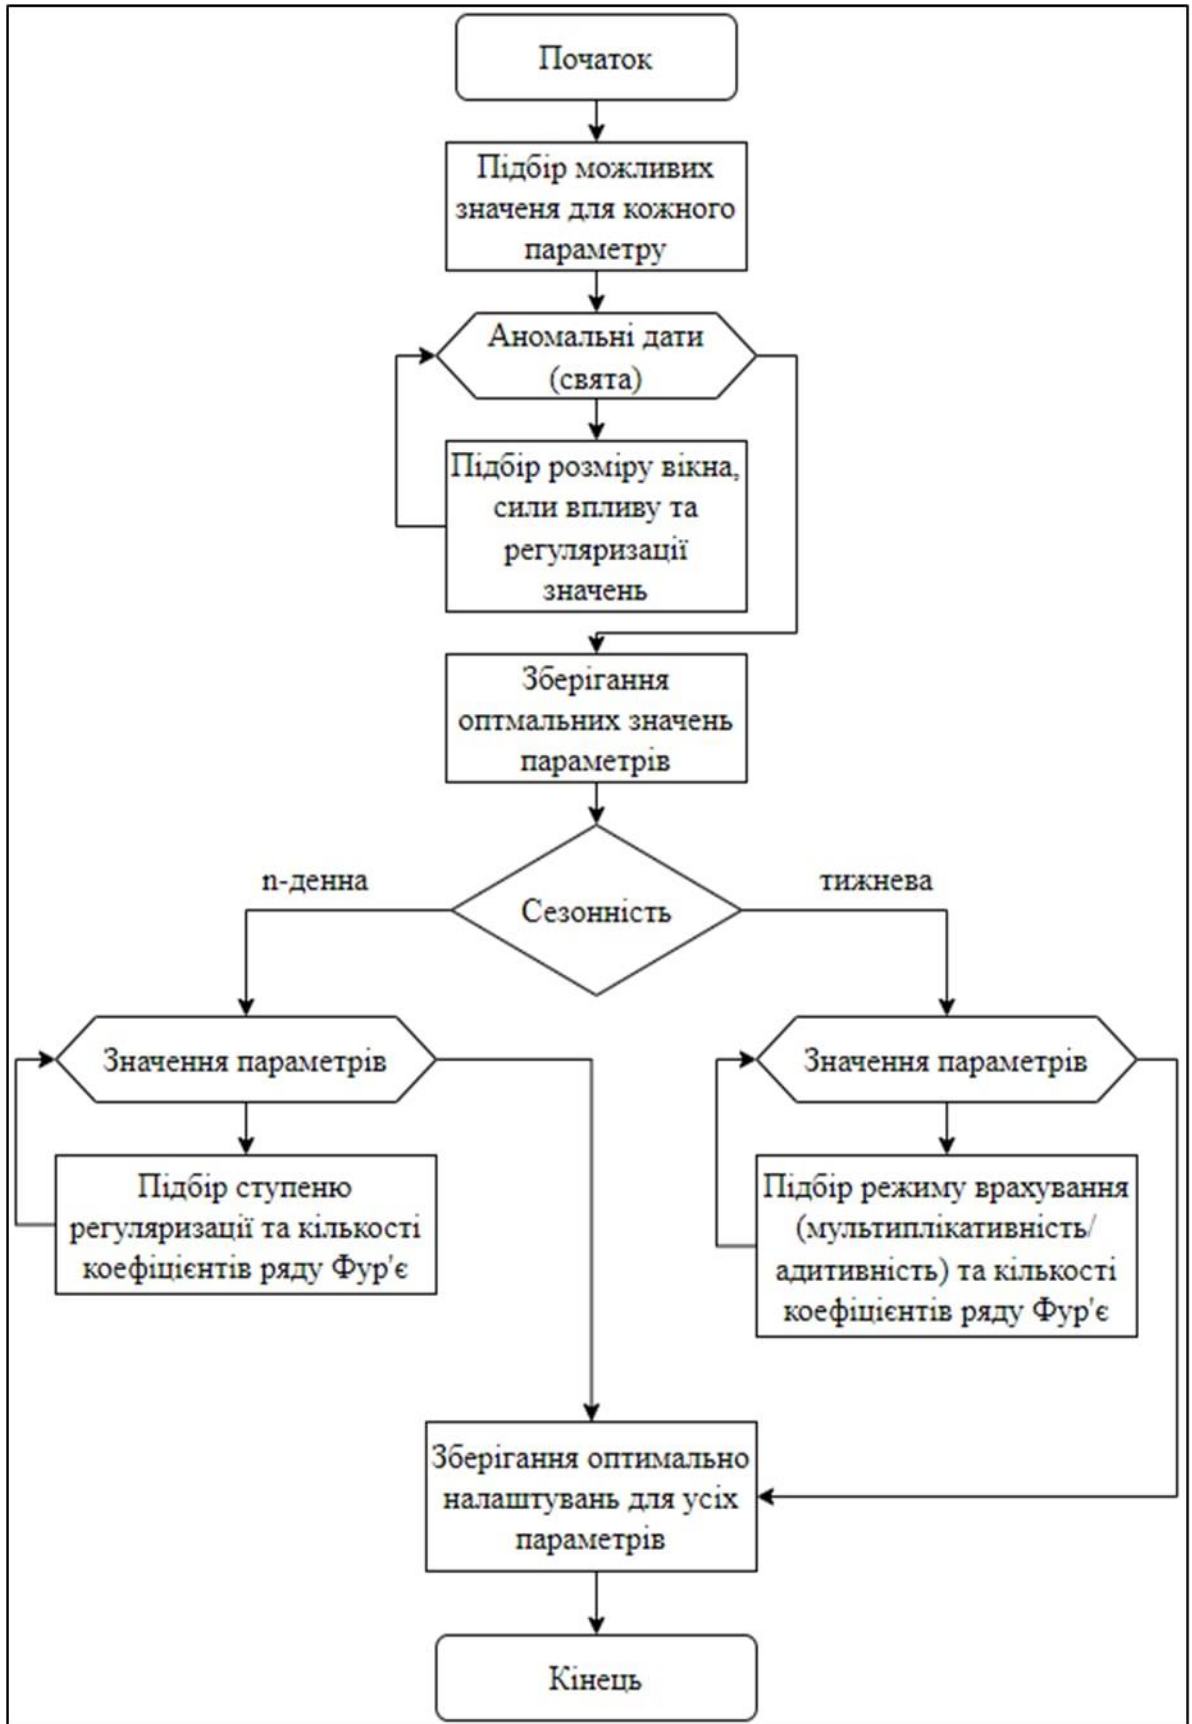 Початок
Підбір можливих
значеня для кожного
параметру
Аномальні дати
(свята)
Підбір розміру вікна,
сили впливу та
регуляризації
значень
Зберігання
оптмальних значень
параметрів
n-денна
тижнева
Сезонність
Значення параметрів
Значення параметрів
Підбір ступеню
регуляризації та кількості
коефіцієнтів ряду Фур'є
Підбір режиму врахування
(мультиплікативність/
адитивність) та кількості
коефіцієнтів ряду Фур'є
Зберігання оптимально
налаштувань для усіх
параметрів
Кінець